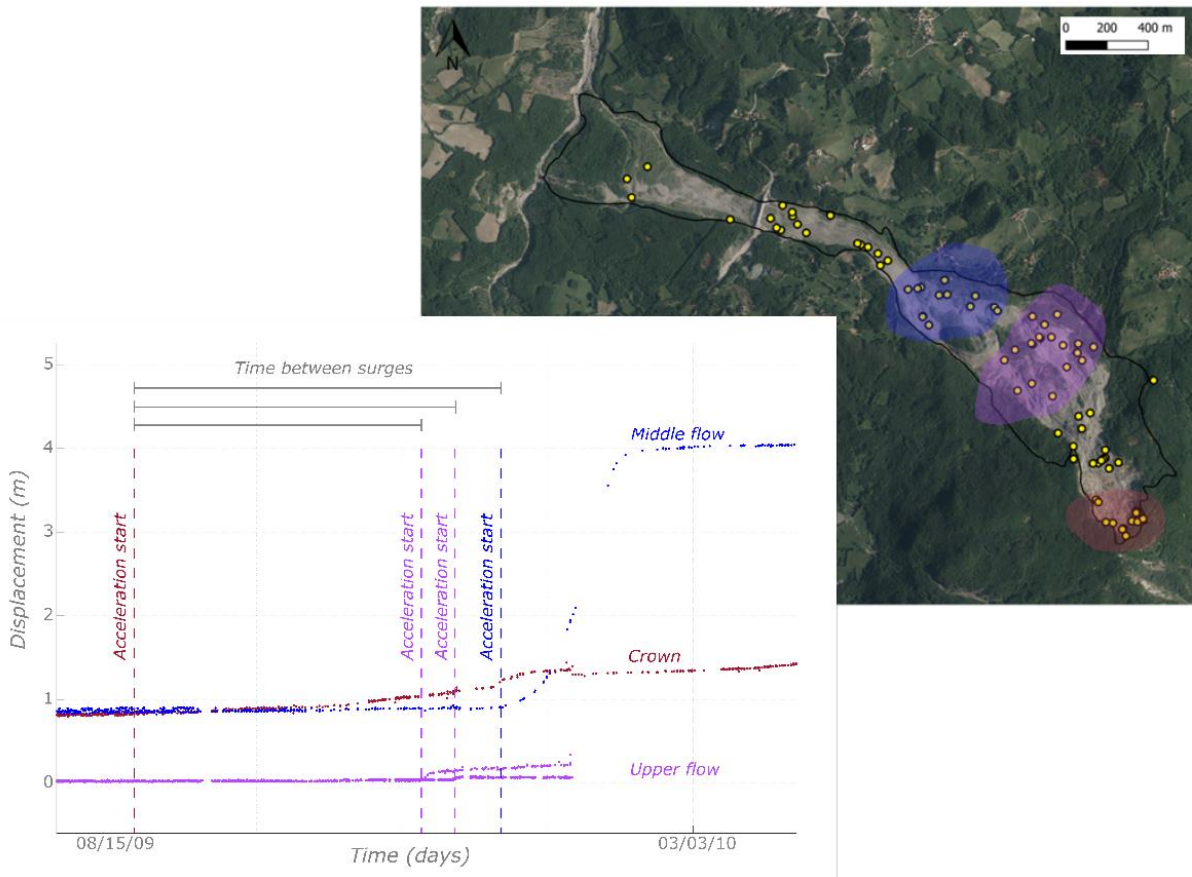 0 200 400 m
N
5
4
3
2
1
0
Displacement (m)
Time between surges
Acceleration start
Acceleration start
Acceleration start
Acceleration start
Middle flow
Crown
Upper flow
08/15/09
03/03/10
Time (days)